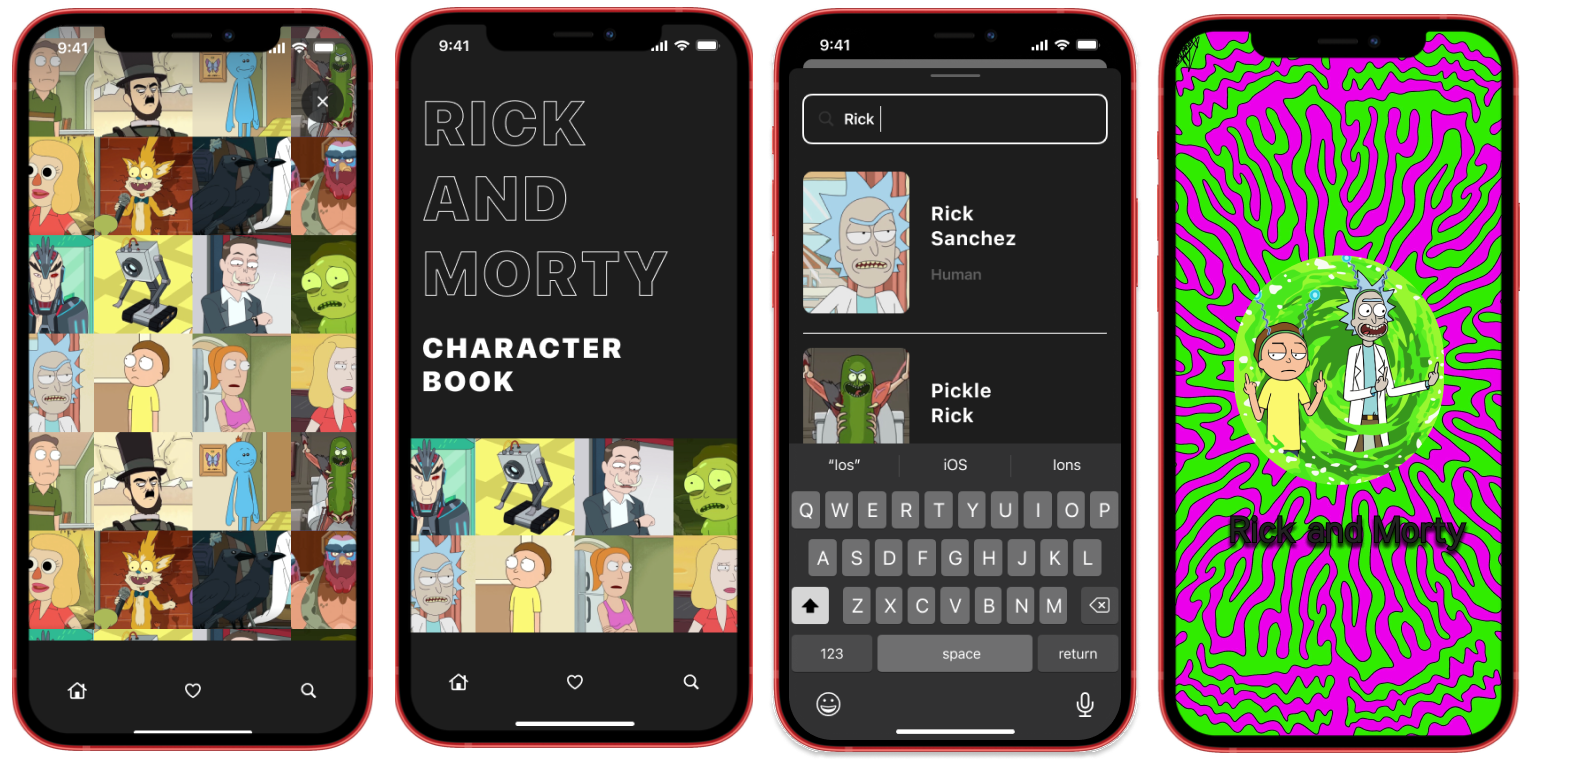 9:41
9:41
RICK
AND
MORTY
CHARACTER
BOOK
9:41
Rick
Rick
Sanchez
Human
Pickle
Rick
“Ios”
iOS
Ions
Q W E R T Y U I O P
A S D F G H J K L
Z X C V B N M
123
space
return
Rick and Morty